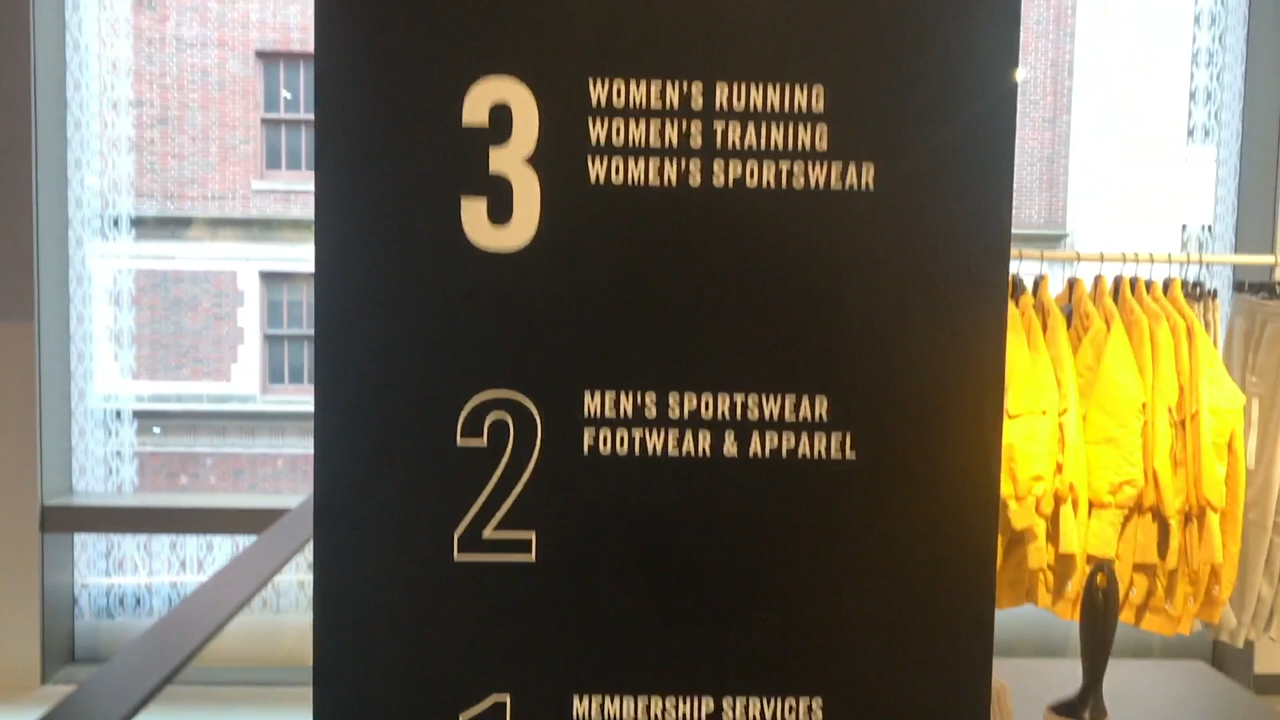 3
WOMEN'S RUNNING
WOMEN'S TRAINING
WOMEN'S SPORTSWEAR
2
MEN'S SPORTSWEAR
FOOTWEAR & APPAREL
1
MEMBERSHIP SERVICES